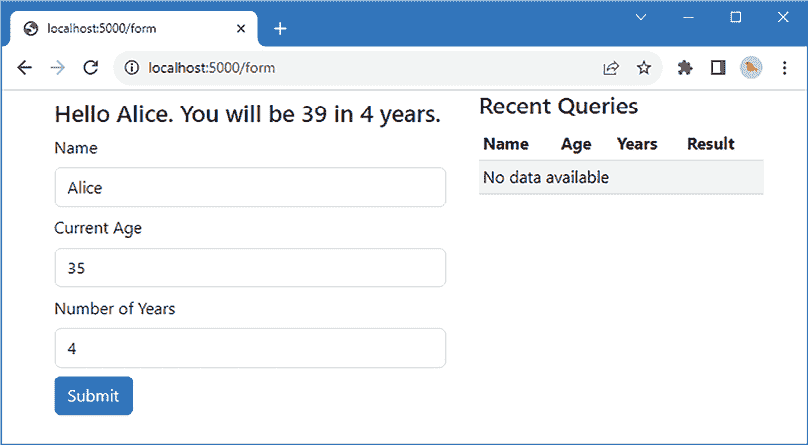 localhost:5000/form
localhost:5000/form
Hello Alice. You will be 39 in 4 years.
Name
Alice
Current Age
35
Number of Years
4
Submit
Recent Queries
Name Age Years Result
No data available